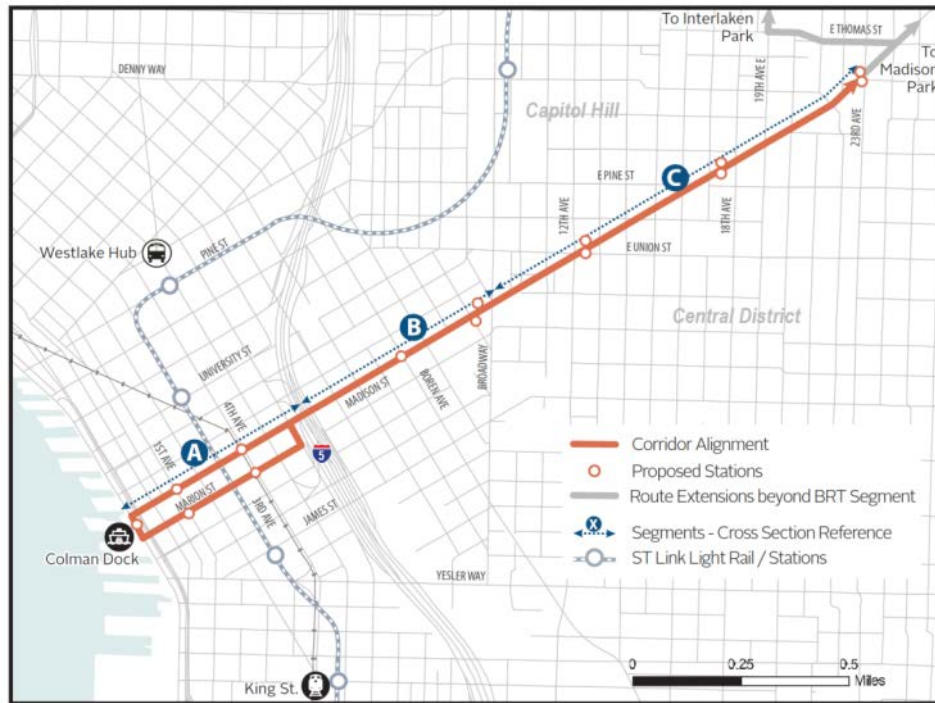 To Interlaken
Park
E THOMAS ST
To
Madison
Park
DENNY WAY
19TH AVE E
Capitol Hill
23RD AVE
C
E PINE ST
12TH AVE
18TH AVE
Westlake Hub
PINE ST
E UNION ST
B
Central District
UNIVERSITY ST
MADISON ST
BOREN AVE
BROADWAY
4TH AVE
A
1ST AVE
5
MARION ST
3RD AVE
JAMES ST
Colman Dock
YESLER WAY
King St.
Corridor Alignment
Proposed Stations
Route Extensions beyond BRT Segment
X
Segments - Cross Section Reference
ST Link Light Rail / Stations
0 0.25 0.5
Miles